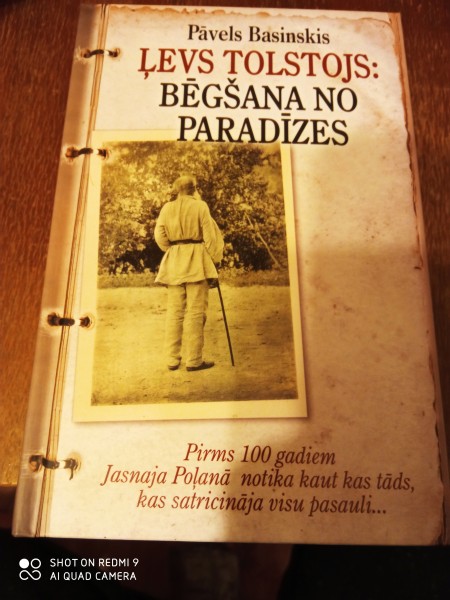 Pāvels Basinskis
ĻEVS TOLSTOJS:
BĒGŠANA NO
PARADĪZES
Pirms 100 gadiem
Jasnaja Poļanā notika kaut kas tāds,
kas satricināja visu pasauli...
SHOT ON REDMI 9
AI QUAD CAMERA